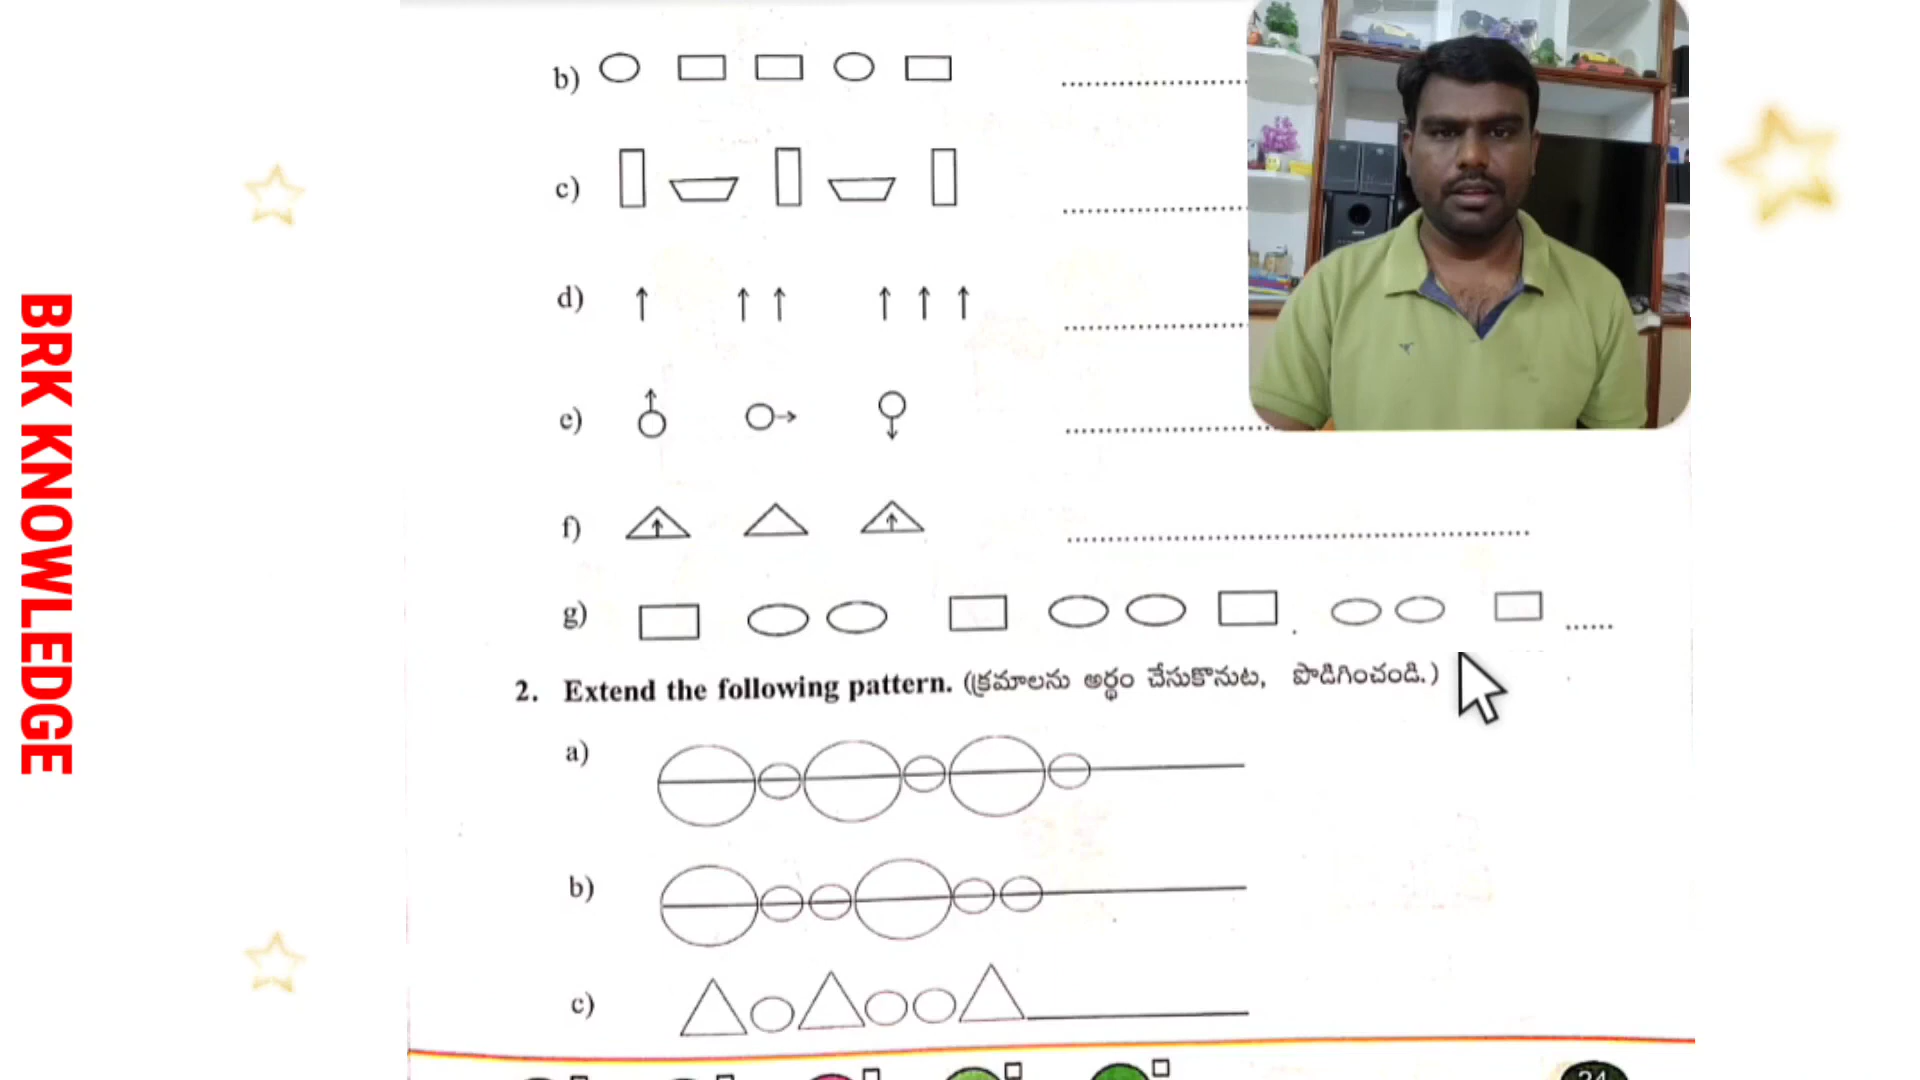 BRK KNOWLEDGE
b)
c)
d)
e)
f)
g)
2. Extend the following pattern. (క్రమాలను అర్థం చేసుకొనుట, పొడిగించండి.)
a)
b)
c)